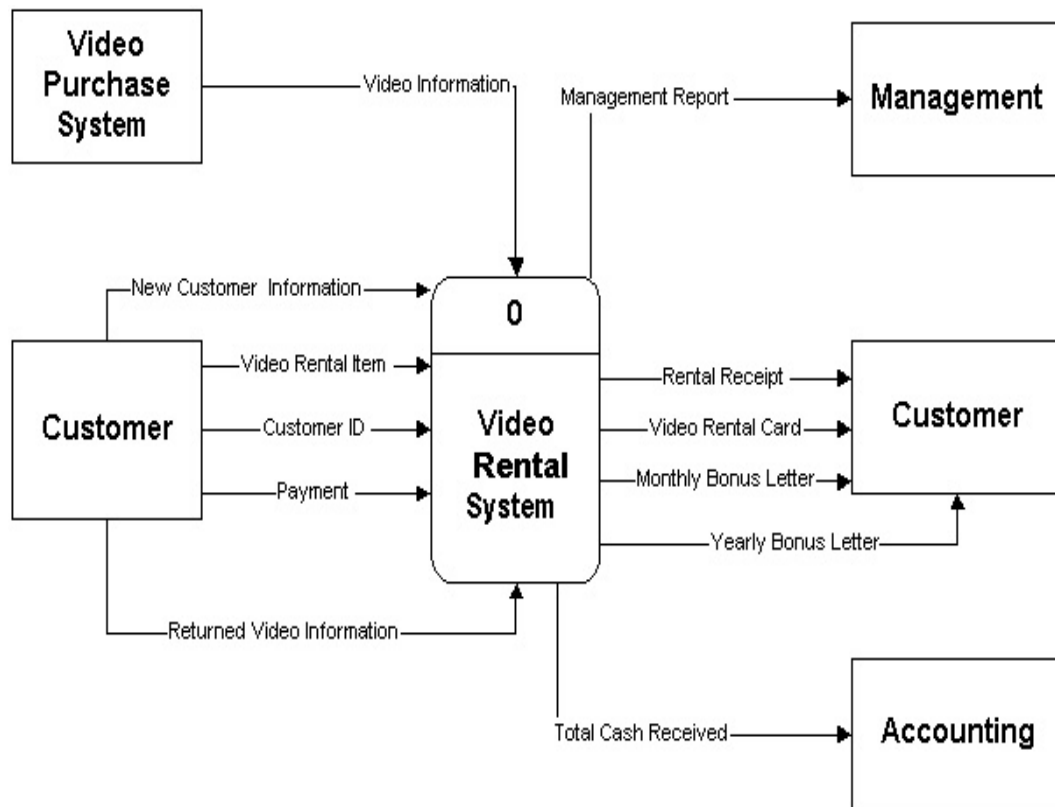 Video
Purchase
System
Video Information
Management Report
Management
New Customer Information
0
Customer
Video Rental Item
Customer ID
Payment
Returned Video Information
Video
Rental
System
Rental Receipt
Video Rental Card
Monthly Bonus Letter
Yearly Bonus Letter
Customer
Total Cash Received
Accounting